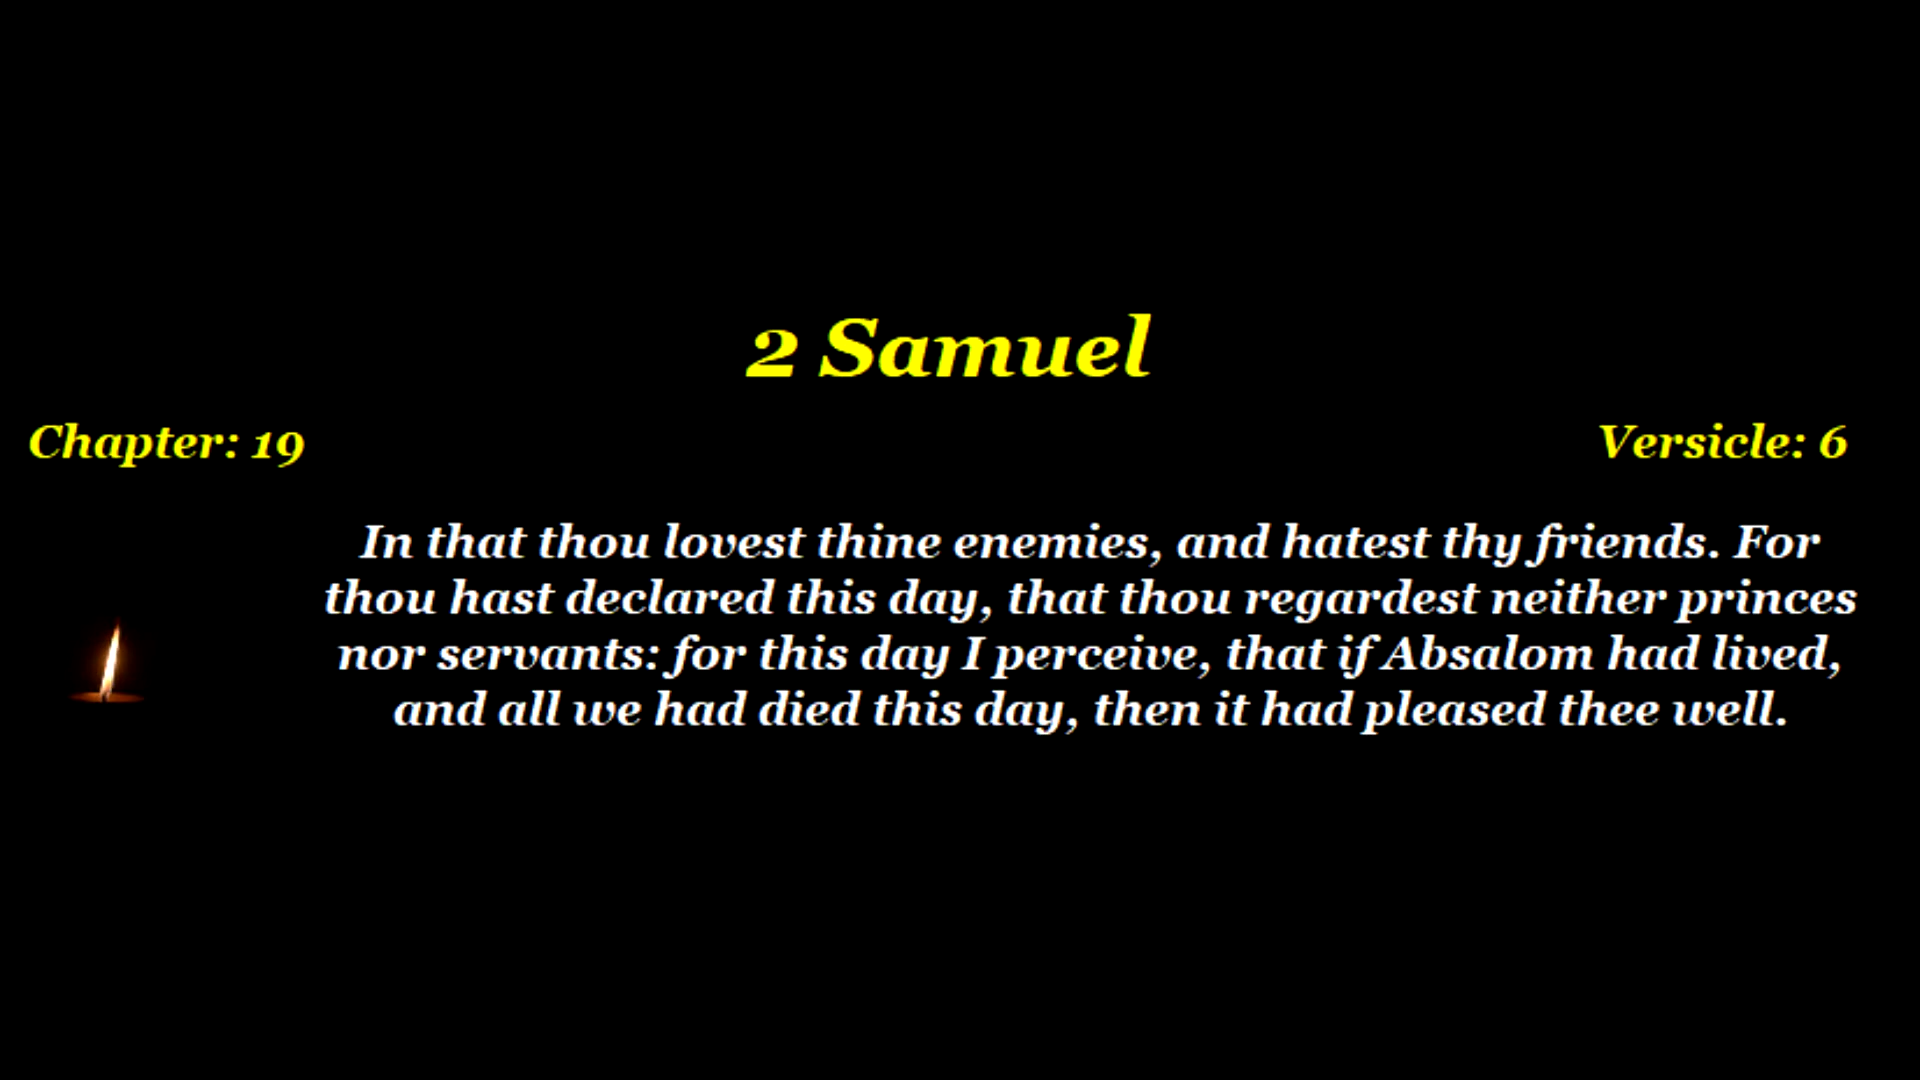 2 Samuel
Chapter: 19
Versicle: 6
In that thou lovest thine enemies, and hatest thy friends. For
thou hast declared this day, that thou regardest neither princes
nor servants: for this day I perceive, that if Absalom had lived,
and all we had died this day, then it had pleased thee well.